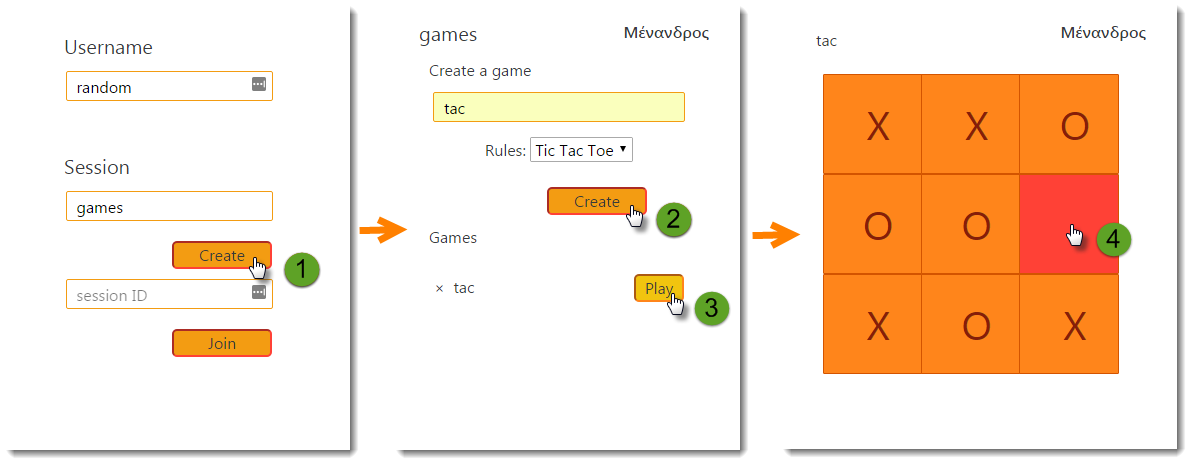 Username
random
Session
games
Create
1
session ID
Join
games
Μένανδρος
Create a game
tac
Rules: Tic Tac Toe
Create
2
Games
× tac
Play
3
tac
Μένανδρος
X X O
O O
4
X O X